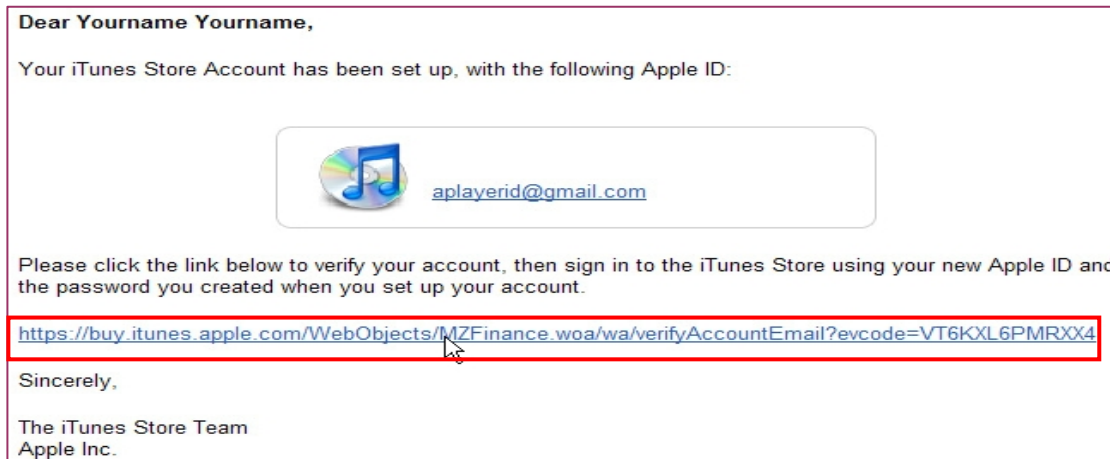 Dear Yourname Yourname,
Your iTunes Store Account has been set up, with the following Apple ID:
aplayerid@gmail.com
Please click the link below to verify your account, then sign in to the iTunes Store using your new Apple ID and
the password you created when you set up your account.
https://buy.itunes.apple.com/WebObjects/MZFinance.woa/wa/verifyAccountEmail?evcode=VT6KXL6PMRXX4
Sincerely,
The iTunes Store Team
Apple Inc.